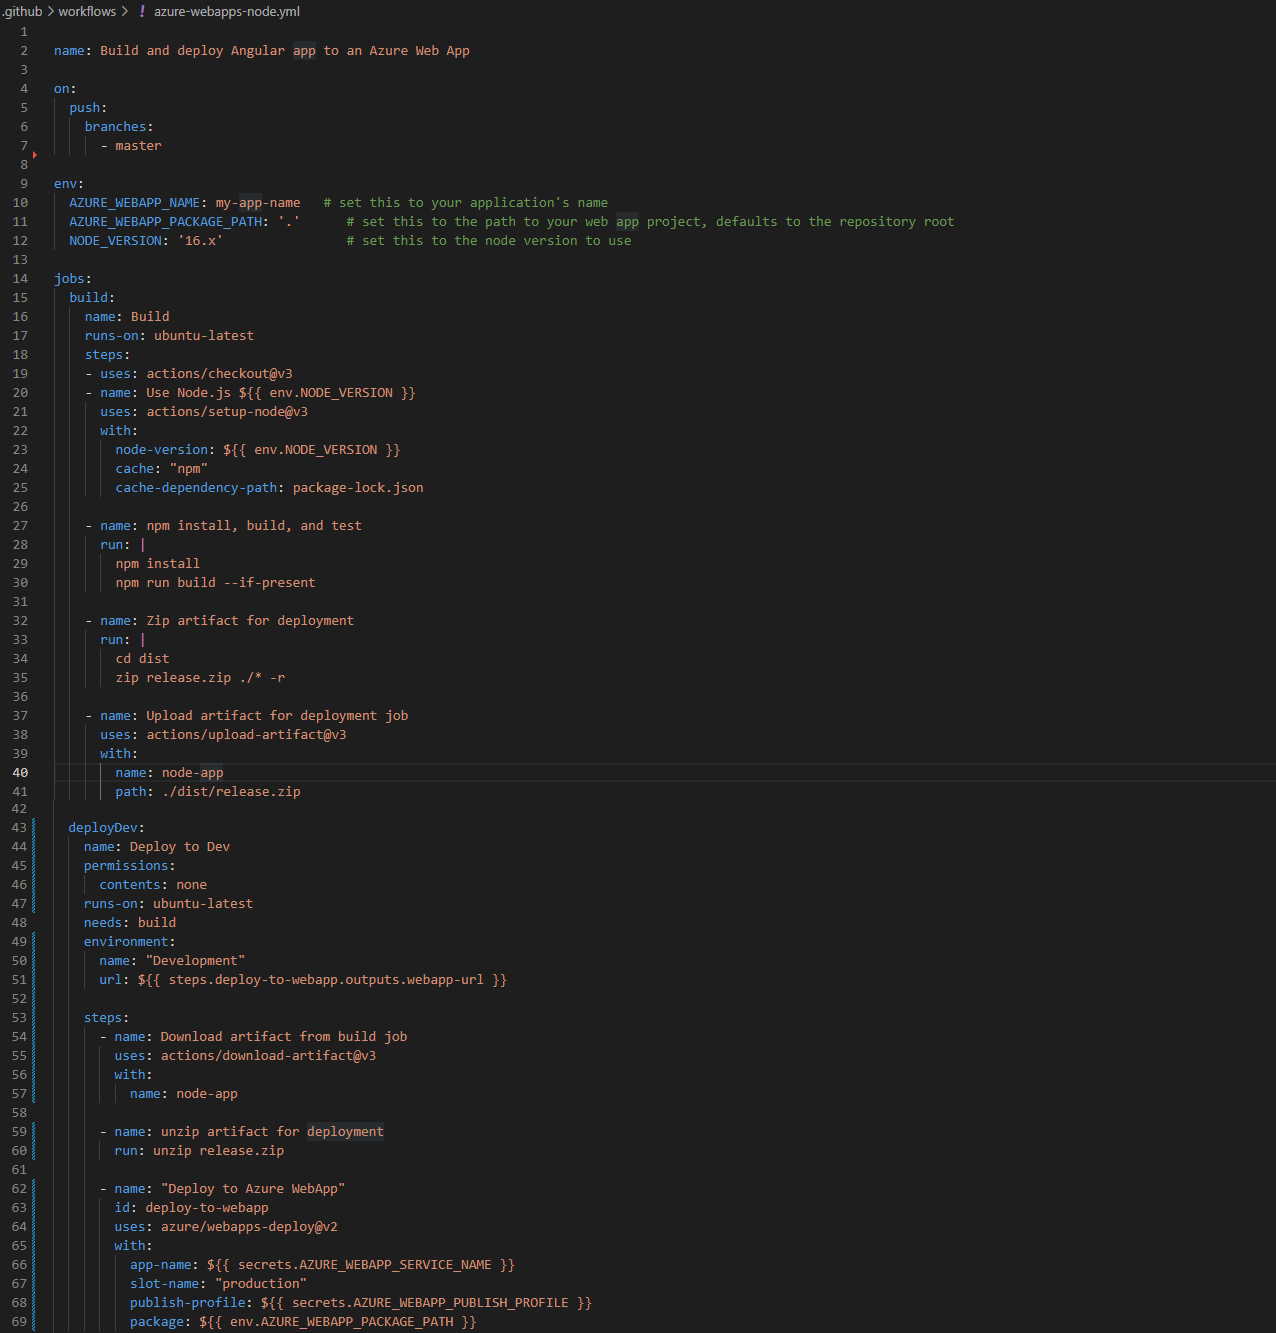 .github > workflows > ! azure-webapps-node.yml
1
2 name: Build and deploy Angular app to an Azure Web App
3
4 on:
5   push:
6     branches:
7       - master
8
9 env:
10   AZURE_WEBAPP_NAME: my-app-name   # set this to your application's name
11   AZURE_WEBAPP_PACKAGE_PATH: '.'      # set this to the path to your web app project, defaults to the repository root
12   NODE_VERSION: '16.x'                # set this to the node version to use
13
14 jobs:
15   build:
16     name: Build
17     runs-on: ubuntu-latest
18     steps:
19     - uses: actions/checkout@v3
20     - name: Use Node.js ${{ env.NODE_VERSION }}
21       uses: actions/setup-node@v3
22       with:
23         node-version: ${{ env.NODE_VERSION }}
24         cache: "npm"
25         cache-dependency-path: package-lock.json
26
27     - name: npm install, build, and test
28       run: |
29         npm install
30         npm run build --if-present
31
32     - name: Zip artifact for deployment
33       run: |
34         cd dist
35         zip release.zip ./* -r
36
37     - name: Upload artifact for deployment job
38       uses: actions/upload-artifact@v3
39       with:
40         name: node-app
41         path: ./dist/release.zip
42
43   deployDev:
44     name: Deploy to Dev
45     permissions:
46       contents: none
47     runs-on: ubuntu-latest
48     needs: build
49     environment:
50       name: "Development"
51       url: ${{ steps.deploy-to-webapp.outputs.webapp-url }}
52
53     steps:
54       - name: Download artifact from build job
55         uses: actions/download-artifact@v3
56         with:
57           name: node-app
58
59       - name: unzip artifact for deployment
60         run: unzip release.zip
61
62       - name: "Deploy to Azure WebApp"
63         id: deploy-to-webapp
64         uses: azure/webapps-deploy@v2
65         with:
66           app-name: ${{ secrets.AZURE_WEBAPP_SERVICE_NAME }}
67           slot-name: "production"
68           publish-profile: ${{ secrets.AZURE_WEBAPP_PUBLISH_PROFILE }}
69           package: ${{ env.AZURE_WEBAPP_PACKAGE_PATH }}